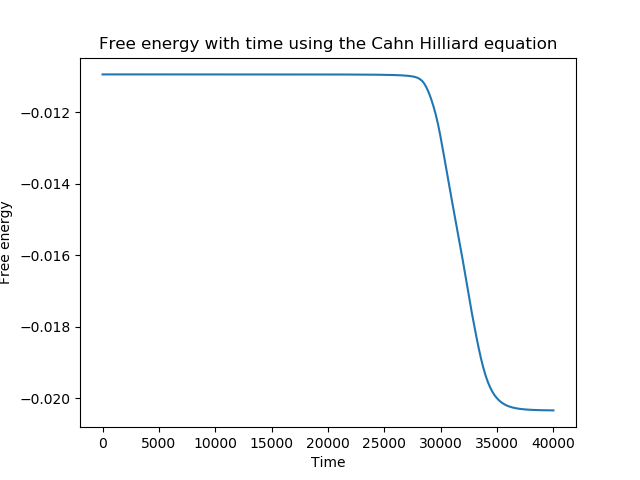 Free energy with time using the Cahn Hilliard equation
−0.012
−0.014
−0.016
−0.018
−0.020
Free energy
0 5000 10000 15000 20000 25000 30000 35000 40000
Time